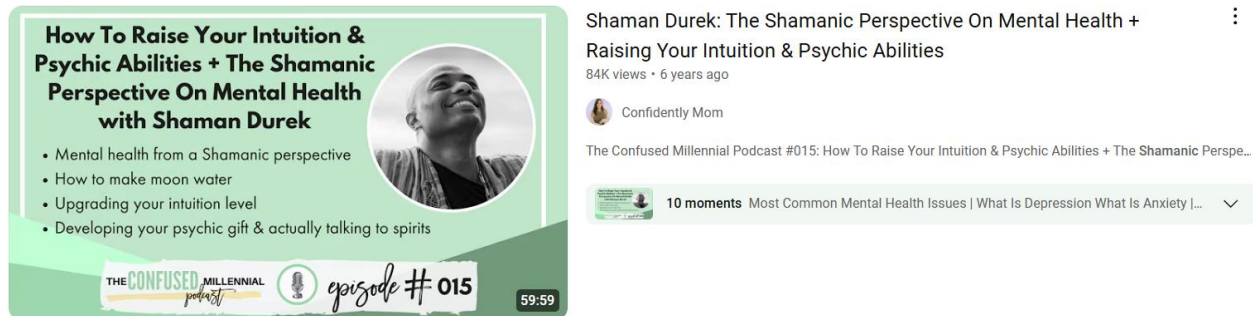 How To Raise Your Intuition &
Psychic Abilities + The Shamanic
Perspective On Mental Health
with Shaman Durek
• Mental health from a Shamanic perspective
• How to make moon water
• Upgrading your intuition level
• Developing your psychic gift & actually talking to spirits
THE CONFUSED MILLENNIAL
podcast
episode # 015
59:59
Shaman Durek: The Shamanic Perspective On Mental Health +
Raising Your Intuition & Psychic Abilities
84K views • 6 years ago
Confidently Mom
The Confused Millennial Podcast #015: How To Raise Your Intuition & Psychic Abilities + The Shamanic Perspe...
10 moments Most Common Mental Health Issues | What Is Depression What Is Anxiety |...